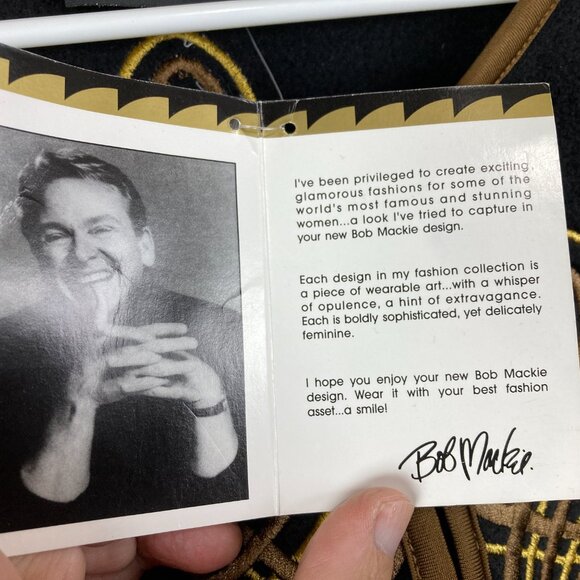 I've been privileged to create exciting,
glamorous fashions for some of the
world's most famous and stunning
women...a look I've tried to capture in
your new Bob Mackie design.
Each design in my fashion collection is
a piece of wearable art...with a whisper
of opulence, a hint of extravagance.
Each is boldly sophisticated, yet delicately
feminine.
I hope you enjoy your new Bob Mackie
design. Wear it with your best fashion
asset...a smile!
Bob Mackie.